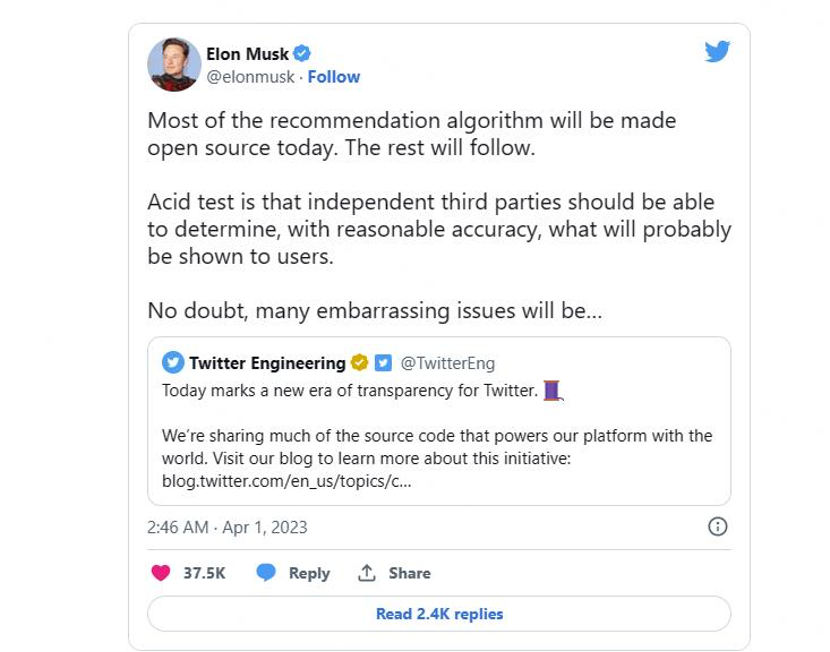 Elon Musk
@elonmusk · Follow
Most of the recommendation algorithm will be made
open source today. The rest will follow.
Acid test is that independent third parties should be able
to determine, with reasonable accuracy, what will probably
be shown to users.
No doubt, many embarrassing issues will be…
Twitter Engineering @TwitterEng
Today marks a new era of transparency for Twitter. 🧵
We’re sharing much of the source code that powers our platform with the
world. Visit our blog to learn more about this initiative:
blog.twitter.com/en_us/topics/c…
2:46 AM · Apr 1, 2023
37.5K Reply Share
Read 2.4K replies